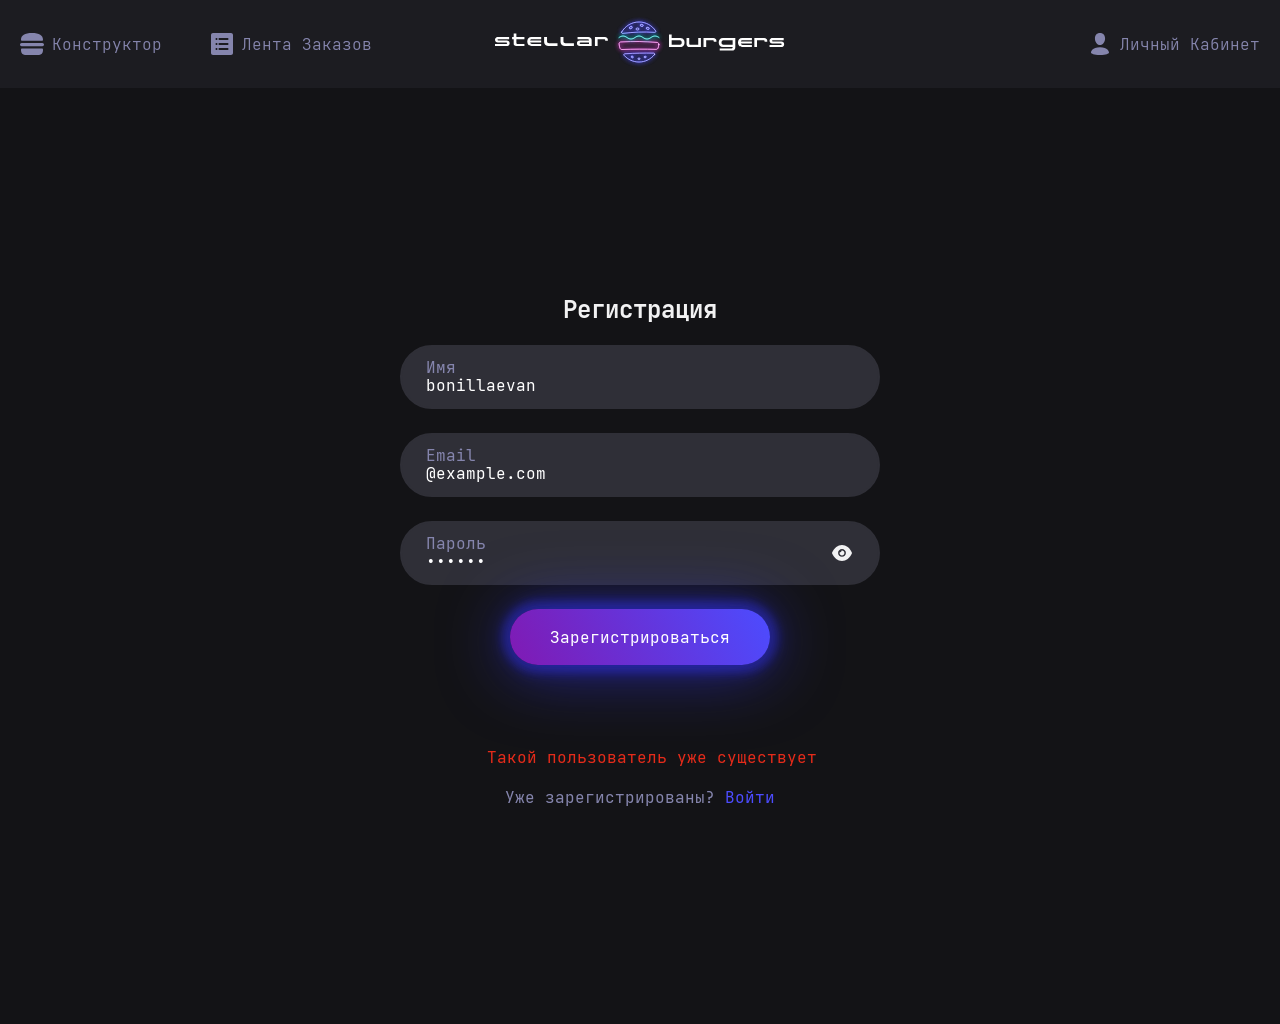 Конструктор
Лента Заказов
stellar burgers
Личный Кабинет
Регистрация
Имя
bonillaevan
Email
@example.com
Пароль
••••••
Зарегистрироваться
Такой пользователь уже существует
Уже зарегистрированы? Войти